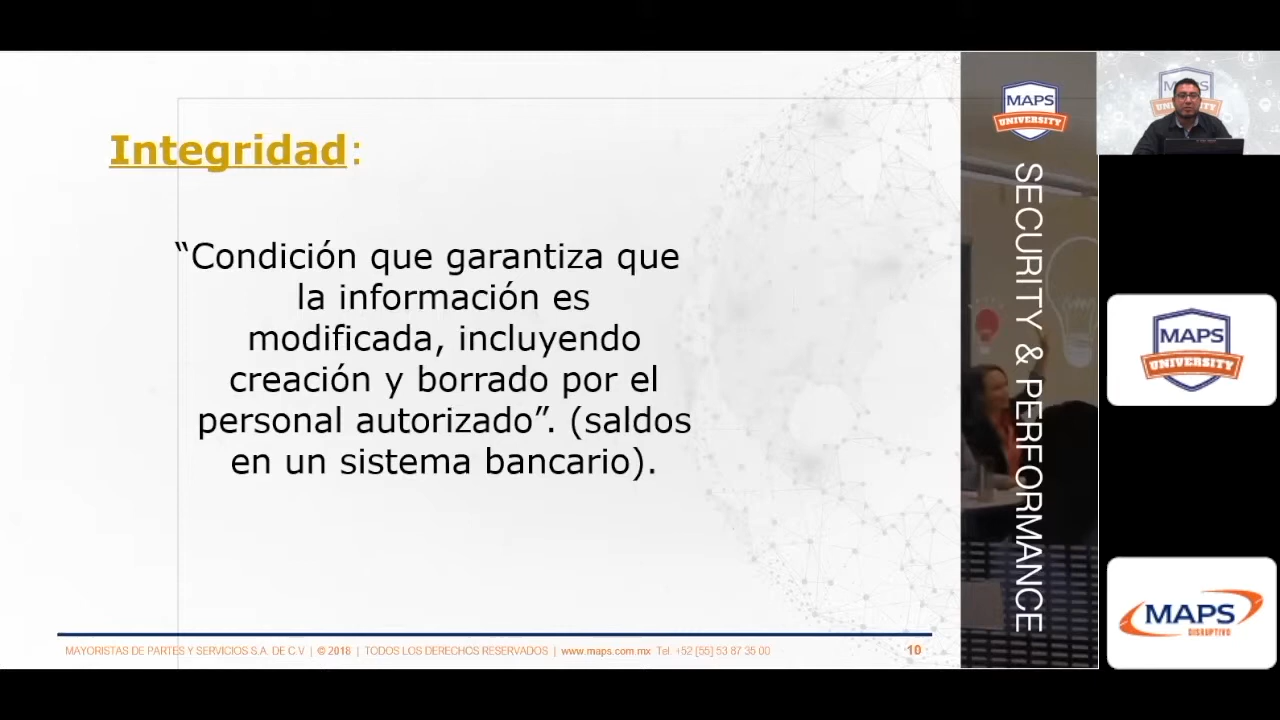 Integridad:
“Condición que garantiza que
la información es
modificada, incluyendo
creación y borrado por el
personal autorizado”. (saldos
en un sistema bancario).
MAYORISTAS DE PARTES Y SERVICIOS S.A. DE C.V. | @ 2018 | TODOS LOS DERECHOS RESERVADOS | www.maps.com.mx Tel. +52 [55] 53 87 35 00
10
MAPS
UNIVERSITY
SECURITY & PERFORMANCE
MAPS
MAPS
UNIVERSITY
MAPS
DISRUPTIVO